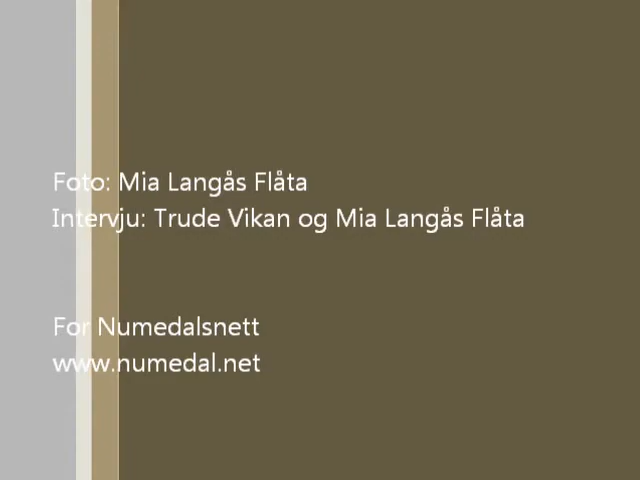 Foto: Mia Langås Flåta
Intervju: Trude Vikan og Mia Langås Flåta
For Numedalsnett
www.numedal.net